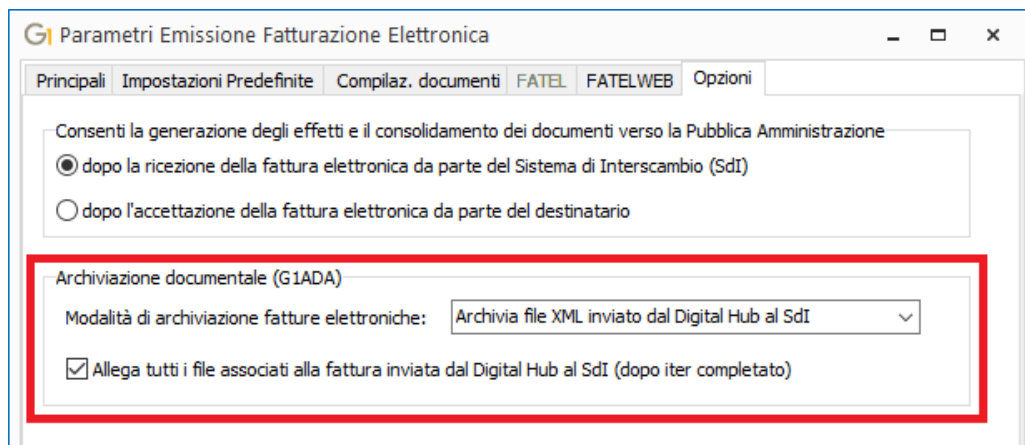 G1 Parametri Emissione Fatturazione Elettronica
Principali Impostazioni Predefinite Compilaz. documenti FATEL FATELWEB Opzioni
Consenti la generazione degli effetti e il consolidamento dei documenti verso la Pubblica Amministrazione
dopo la ricezione della fattura elettronica da parte del Sistema di Interscambio (SdI)
dopo l'accettazione della fattura elettronica da parte del destinatario
Archiviazione documentale (G1ADA)
Modalità di archiviazione fatture elettroniche: Archivia file XML inviato dal Digital Hub al SdI
Allega tutti i file associati alla fattura inviata dal Digital Hub al SdI (dopo iter completato)